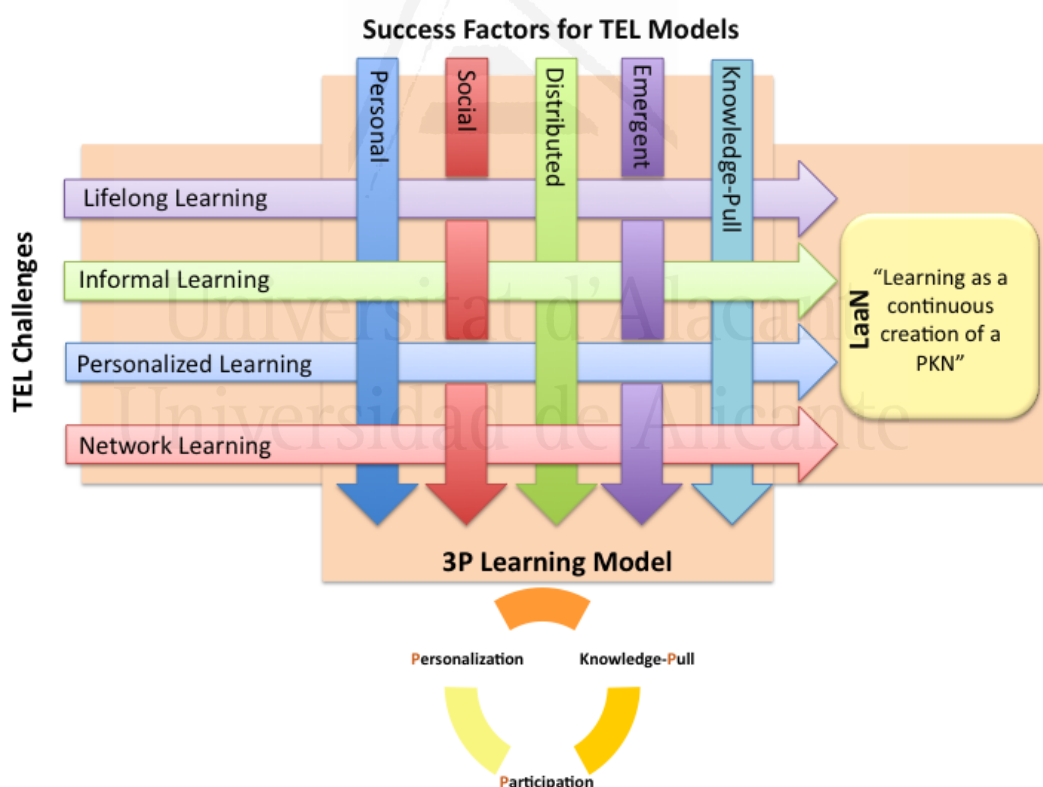 Success Factors for TEL Models
Personal
Social
Distributed
Emergent
Knowledge-Pull
TEL Challenges
Lifelong Learning
Informal Learning
Personalized Learning
Network Learning
LaaN
“Learning as a
continuous
creation of a
PKN”
Universitat d’Alacant
Universidad de Alicante
3P Learning Model
Personalization
Knowledge-Pull
Participation